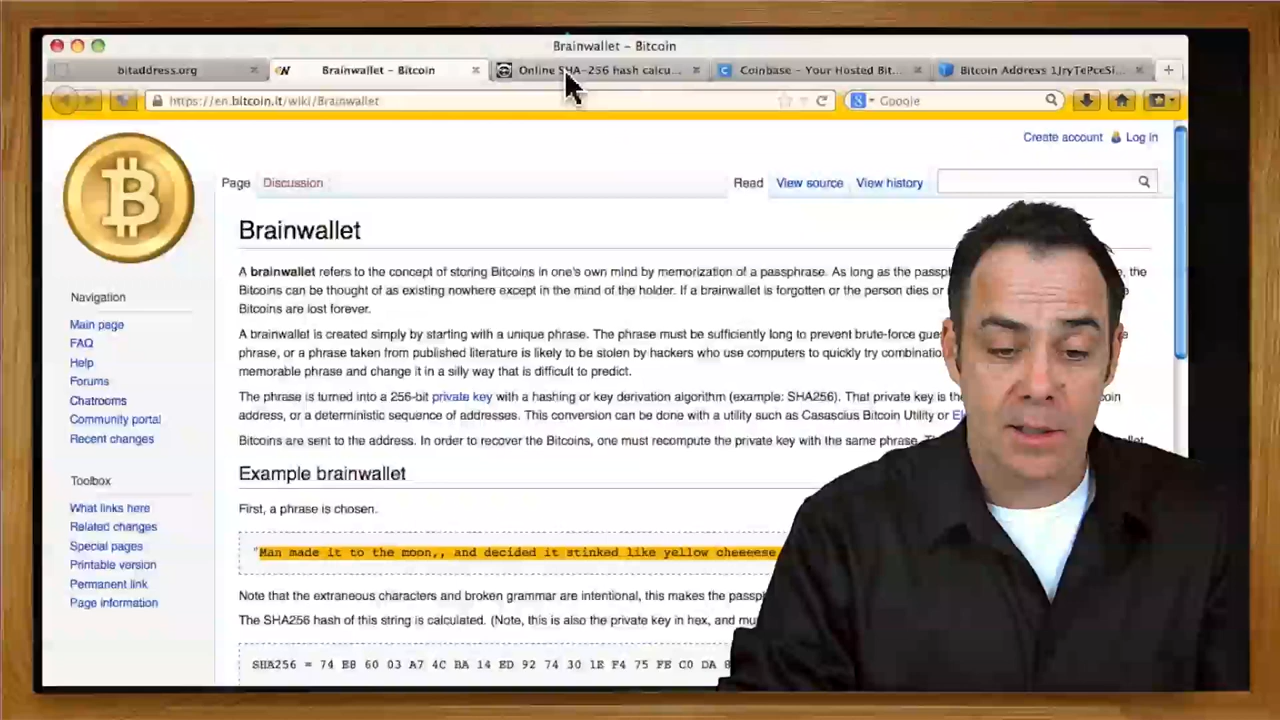 Brainwallet – Bitcoin
bitaddress.org
Brainwallet – Bitcoin
Online SHA-256 hash calcu...
Coinbase – Your Hosted Bit...
Bitcoin Address 1JryTePceSi...
https://en.bitcoin.it/wiki/Brainwallet
Google
Create account Log in
Page Discussion Read View source View history
Brainwallet
A brainwallet refers to the concept of storing Bitcoins in one's own mind by memorization of a passphrase. As long as the passph the
Bitcoins can be thought of as existing nowhere except in the mind of the holder. If a brainwallet is forgotten or the person dies or
Bitcoins are lost forever.
A brainwallet is created simply by starting with a unique phrase. The phrase must be sufficiently long to prevent brute-force gue
phrase, or a phrase taken from published literature is likely to be stolen by hackers who use computers to quickly try combination
memorable phrase and change it in a silly way that is difficult to predict.
The phrase is turned into a 256-bit private key with a hashing or key derivation algorithm (example: SHA256). That private key is the coin
address, or a deterministic sequence of addresses. This conversion can be done with a utility such as Casascius Bitcoin Utility or El
Bitcoins are sent to the address. In order to recover the Bitcoins, one must recompute the private key with the same phrase.
Example brainwallet
First, a phrase is chosen.
"Man made it to the moon,, and decided it stinked like yellow cheeeese
Note that the extraneous characters and broken grammar are intentional, this makes the passp
The SHA256 hash of this string is calculated. (Note, this is also the private key in hex, and mu
SHA256 = 74 EB 60 03 A7 4C BA 14 ED 92 74 30 1E F4 75 FE C0 DA 8
Navigation
Main page
FAQ
Help
Forums
Chatrooms
Community portal
Recent changes
Toolbox
What links here
Related changes
Special pages
Printable version
Permanent link
Page information